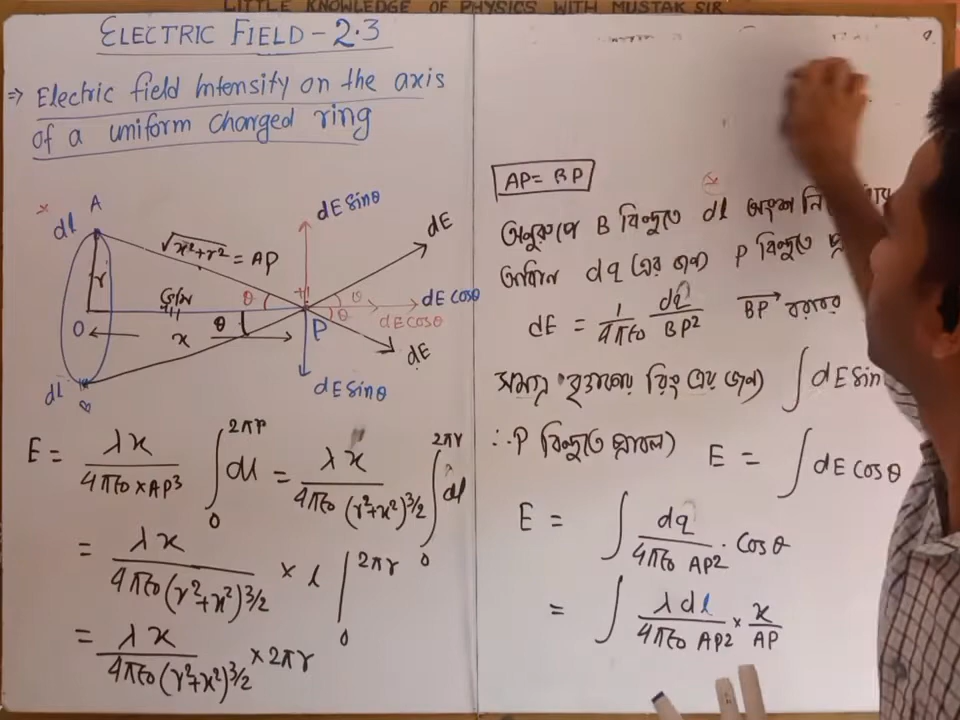 LITTLE KNOWLEDGE OF PHYSICS WITH MUSTAK SIR
ELECTRIC FIELD - 2.3
⇒ Electric field Intensity on the axis
of a uniform charged ring
dl A
√x²+r² = AP
r
O
x
θ
θ
θ
θ
P
dE sinθ
dE
dE cosθ
dE cosθ
dE
dE sinθ
dl
B
E = λx / 4πε₀ × AP³ ∫₀^2πr dl = λx / 4πε₀ (r²+x²)^3/2 ∫₀^2πr dl
= λx / 4πε₀ (r²+x²)^3/2 × l |₀^2πr
= λx / 4πε₀ (r²+x²)^3/2 × 2πr
AP = BP
অনুরূপে B বিন্দুতে dl অংশে
আধান dq এর জন্য P বিন্দুতে
dE = 1/4πε₀ dq/BP² BP→ বরাবর
সমগ্র বৃত্তাকার রিং এর জন্য ∫ dE sin
∴ P বিন্দুতে প্রাবল্য E = ∫ dE cosθ
E = ∫ dq / 4πε₀ AP² · cosθ
= ∫ λ dl / 4πε₀ AP² × x / AP